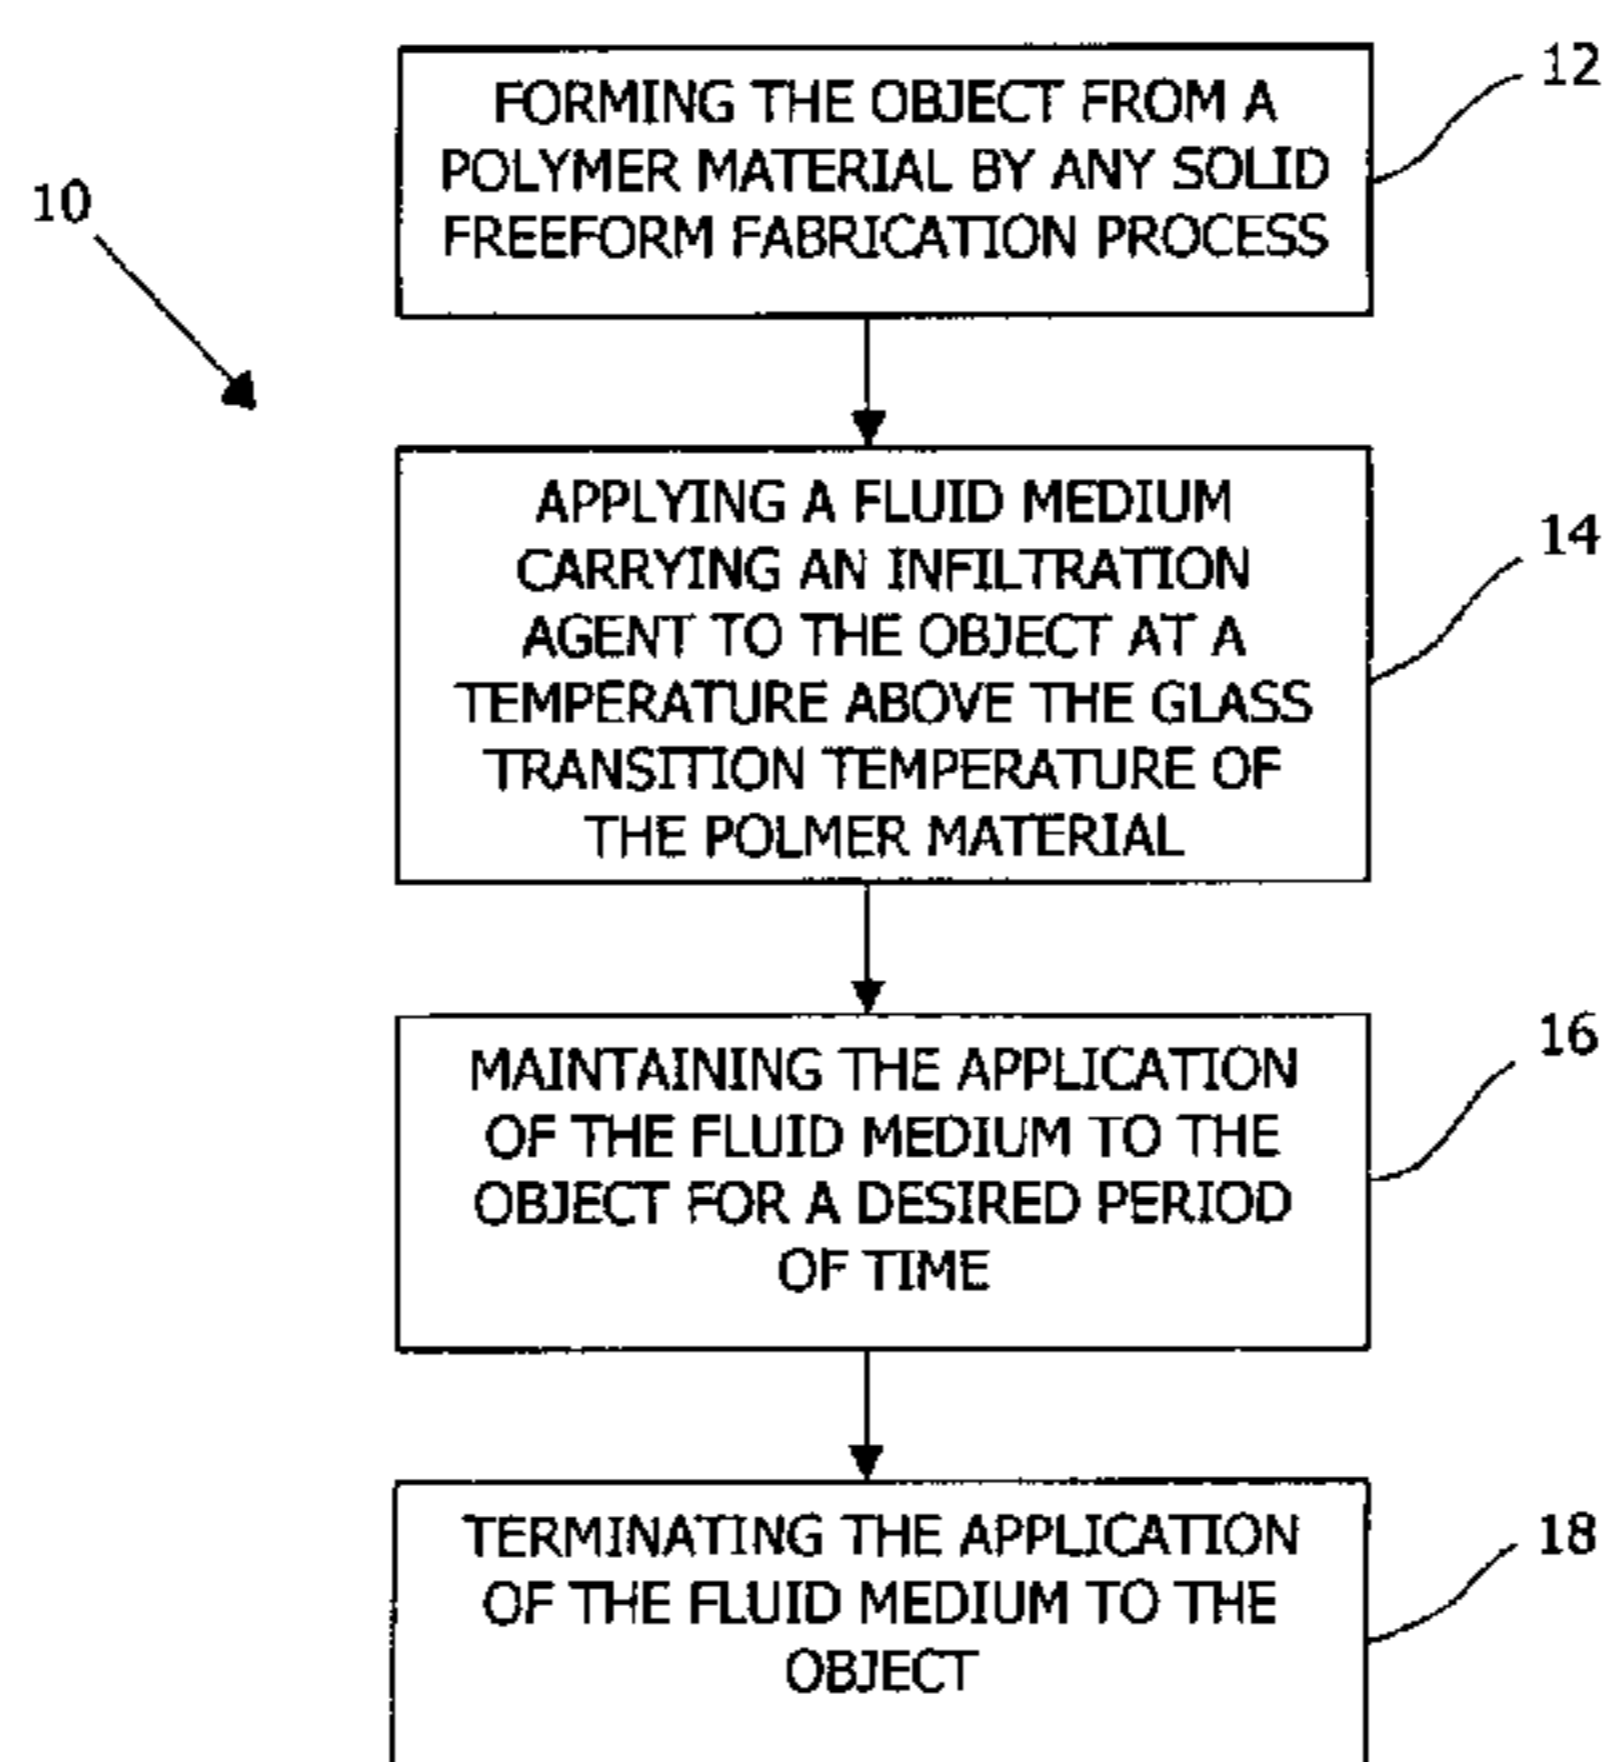 12
FORMING THE OBJECT FROM A
POLYMER MATERIAL BY ANY SOLID
FREEFORM FABRICATION PROCESS
10
14
APPLYING A FLUID MEDIUM
CARRYING AN INFILTRATION
AGENT TO THE OBJECT AT A
TEMPERATURE ABOVE THE GLASS
TRANSITION TEMPERATURE OF
THE POLMER MATERIAL
16
MAINTAINING THE APPLICATION
OF THE FLUID MEDIUM TO THE
OBJECT FOR A DESIRED PERIOD
OF TIME
18
TERMINATING THE APPLICATION
OF THE FLUID MEDIUM TO THE
OBJECT